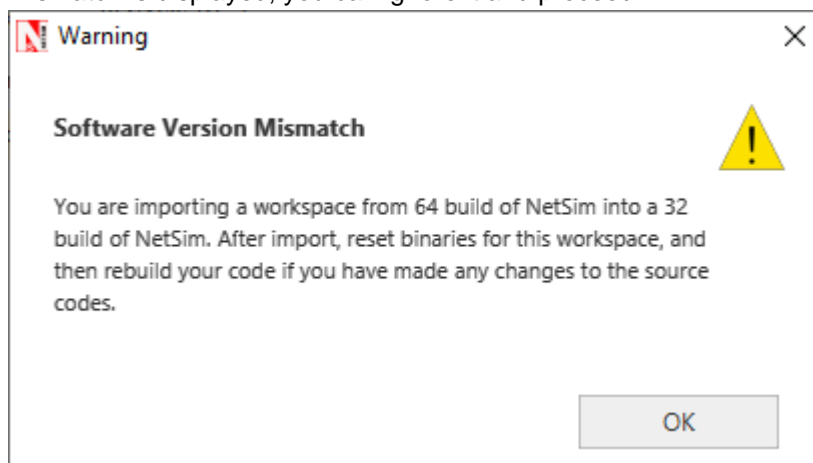 Warning
Software Version Mismatch
You are importing a workspace from 64 build of NetSim into a 32
build of NetSim. After import, reset binaries for this workspace, and
then rebuild your code if you have made any changes to the source
codes.
OK